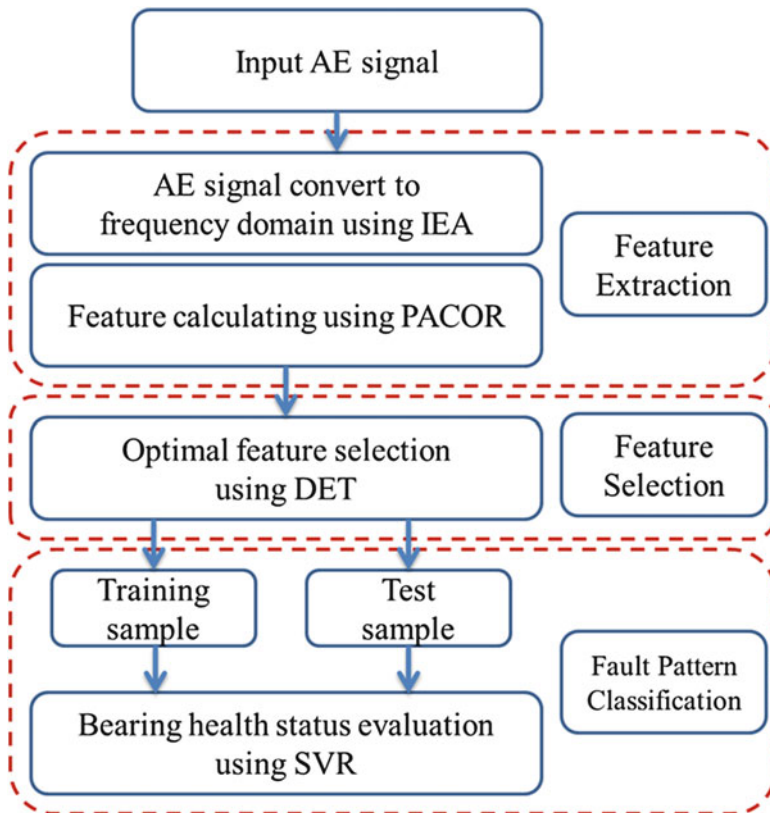 Input AE signal
AE signal convert to
frequency domain using IEA
Feature calculating using PACOR
Feature
Extraction
Optimal feature selection
using DET
Feature
Selection
Training
sample
Test
sample
Fault Pattern
Classification
Bearing health status evaluation
using SVR